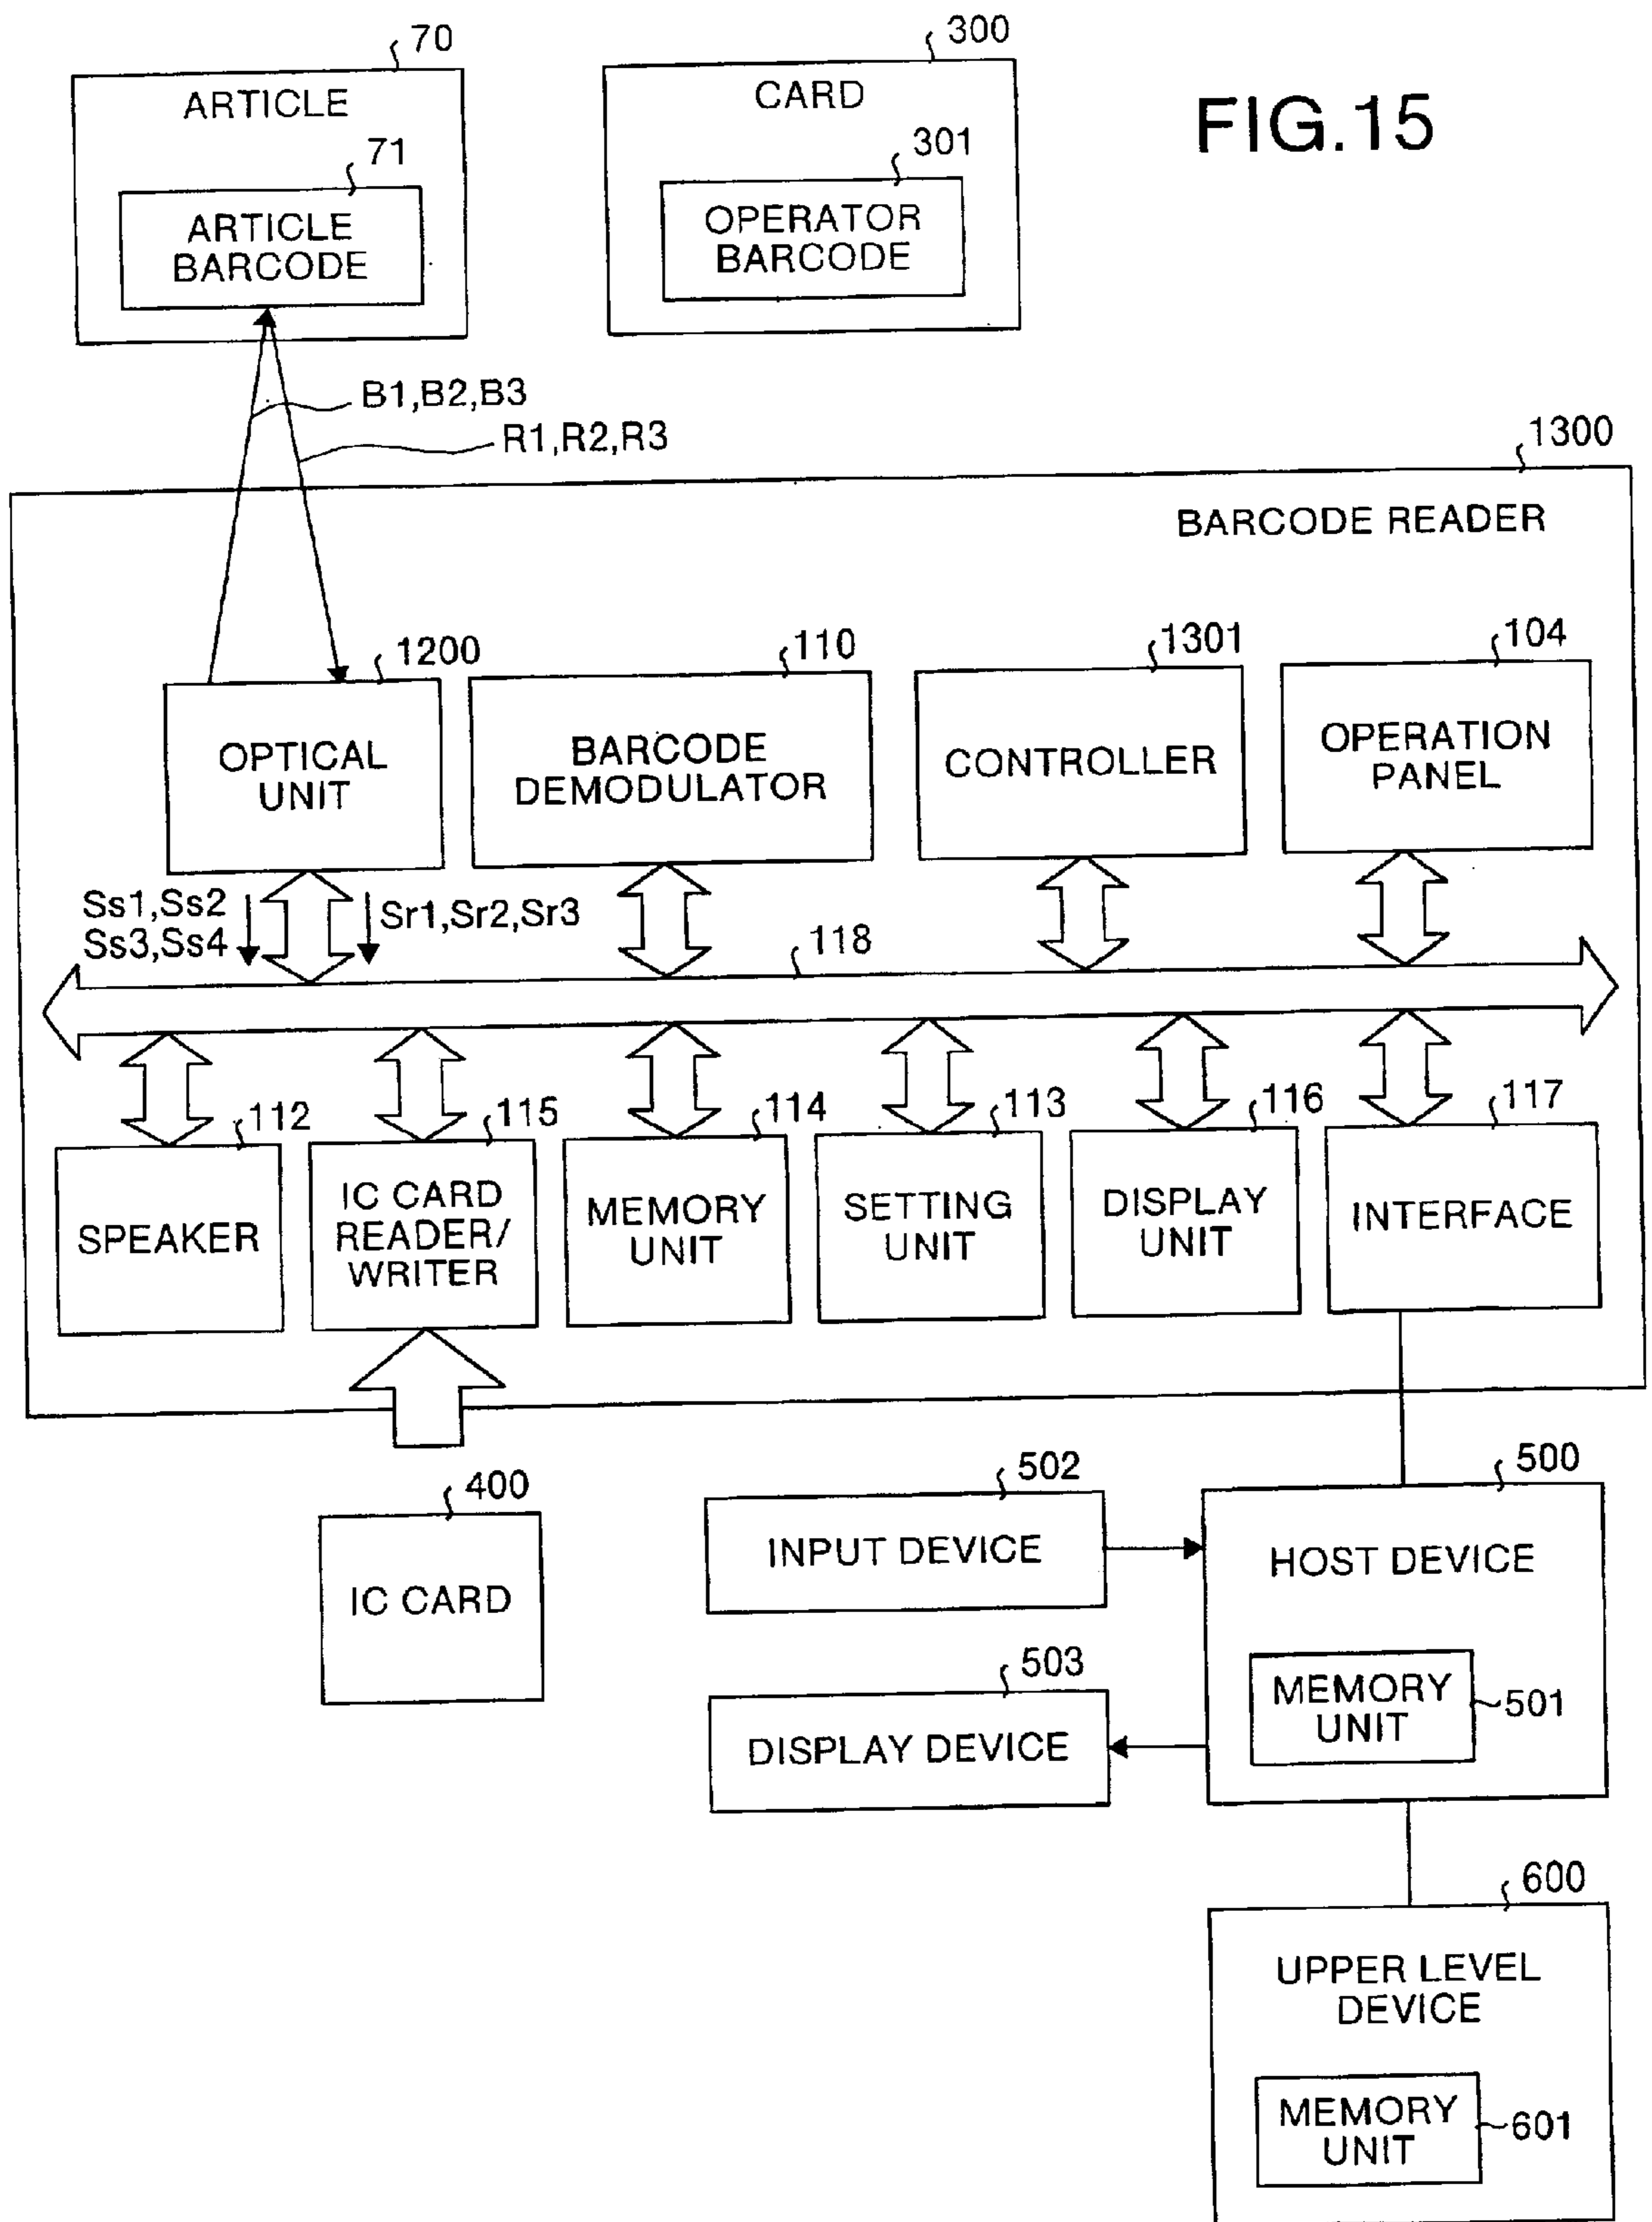 70
300
ARTICLE
CARD
FIG.15
71
301
ARTICLE
BARCODE
OPERATOR
BARCODE
B1,B2,B3
R1,R2,R3
1300
BARCODE READER
1200
110
1301
104
OPTICAL
UNIT
BARCODE
DEMODULATOR
CONTROLLER
OPERATION
PANEL
Ss1,Ss2
Ss3,Ss4
Sr1,Sr2,Sr3
118
112
115
114
113
116
117
SPEAKER
IC CARD
READER/
WRITER
MEMORY
UNIT
SETTING
UNIT
DISPLAY
UNIT
INTERFACE
400
IC CARD
502
INPUT DEVICE
500
HOST DEVICE
503
DISPLAY DEVICE
MEMORY
UNIT
501
600
UPPER LEVEL
DEVICE
MEMORY
UNIT
601